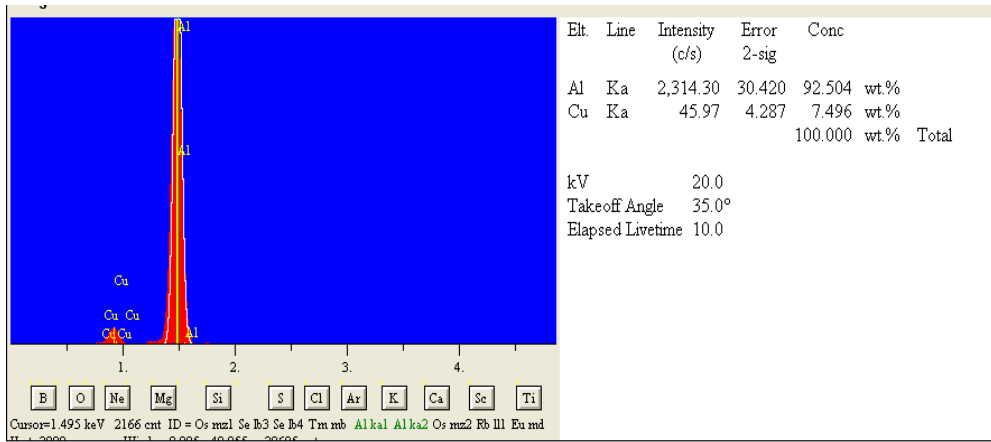 Al
Al
Cu
Cu Cu
Cu Cu Al
1. 2. 3. 4.
B O Ne Mg Si S Cl Ar K Ca Sc Ti
Cursor=1.495 keV 2166 cnt ID = Os mz1 Se lb3 Se lb4 Tm mb Al ka1 Al ka2 Os mz2 Rb ll1 Eu md
Elt. Line Intensity Error Conc
(c/s) 2-sig
Al Ka 2,314.30 30.420 92.504 wt.%
Cu Ka 45.97 4.287 7.496 wt.%
100.000 wt.% Total
kV 20.0
Takeoff Angle 35.0°
Elapsed Livetime 10.0